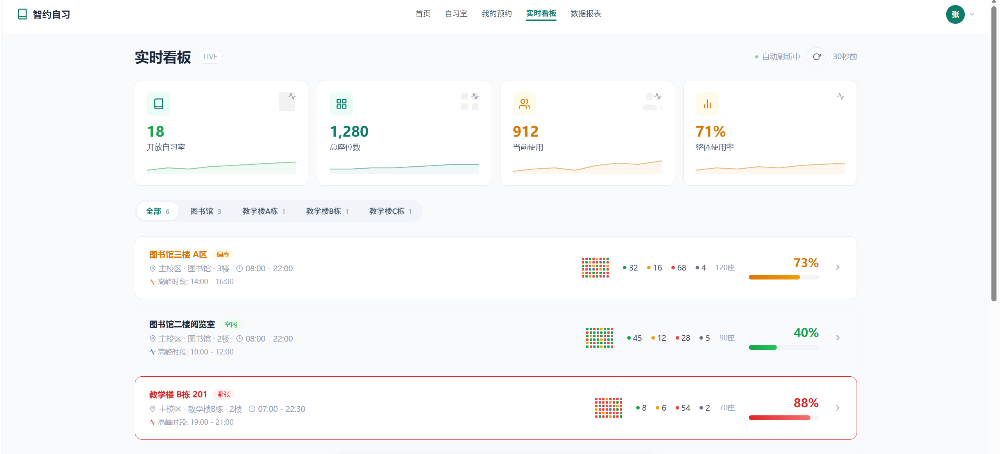 智约自习
首页 自习室 我的预约 实时看板 数据报表
张
实时看板 LIVE
自动刷新中 30秒前
18
开放自习室
1,280
总座位数
912
当前使用
71%
整体使用率
全部 6 图书馆 3 教学楼A栋 1 教学楼B栋 1 教学楼C栋 1
图书馆三楼 A区 偏高
主校区 · 图书馆 · 3楼 08:00 - 22:00
高峰时段: 14:00 - 16:00
32 16 68 4 120座
73%
图书馆二楼阅览室 空闲
主校区 · 图书馆 · 2楼 08:00 - 22:00
高峰时段: 10:00 - 12:00
45 12 28 5 90座
40%
教学楼 B栋 201 紧张
主校区 · 教学楼B栋 · 2楼 07:00 - 22:30
高峰时段: 19:00 - 21:00
8 6 54 2 70座
88%